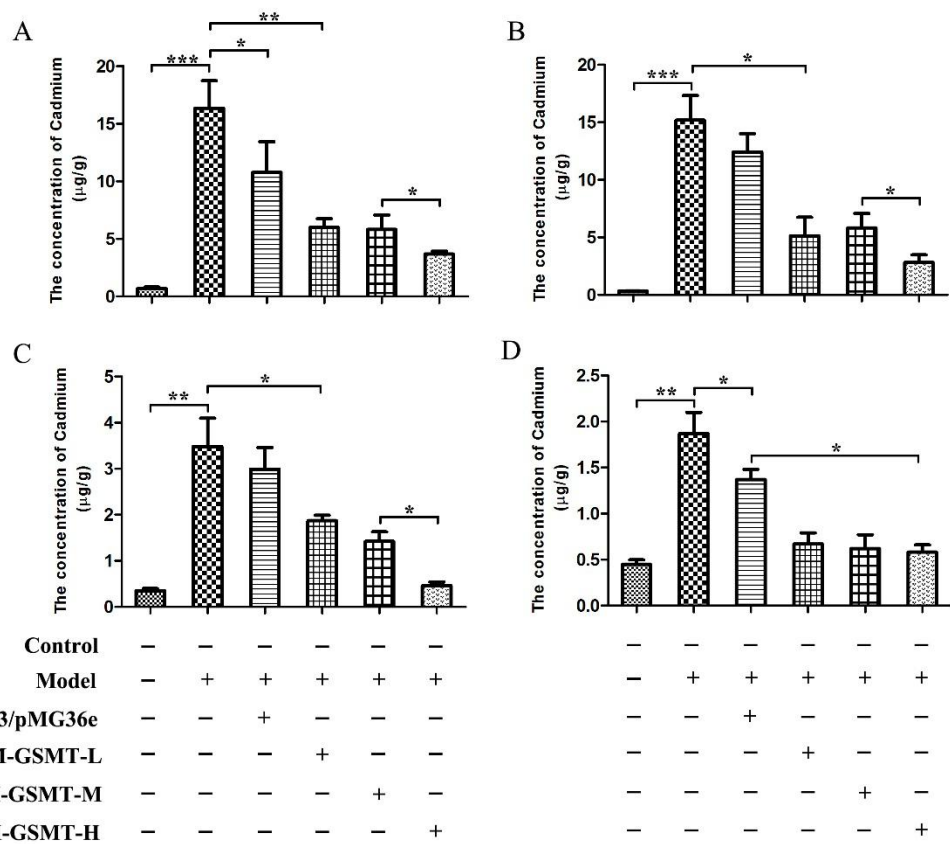 A
**
*
***
*
The concentration of Cadmium
(μg/g)
20
15
10
5
0
B
*
***
*
The concentration of Cadmium
(μg/g)
20
15
10
5
0
C
*
**
*
The concentration of Cadmium
(μg/g)
5
4
3
2
1
0
D
*
**
*
The concentration of Cadmium
(μg/g)
2.5
2.0
1.5
1.0
0.5
0.0
Control – – – – – – – – – – – –
Model – + + + + + – + + + + +
3/pMG36e – – + – – – – – + – – –
-GSMT-L – – – + – – – – – + – –
-GSMT-M – – – – + – – – – – + –
-GSMT-H – – – – – + – – – – – +